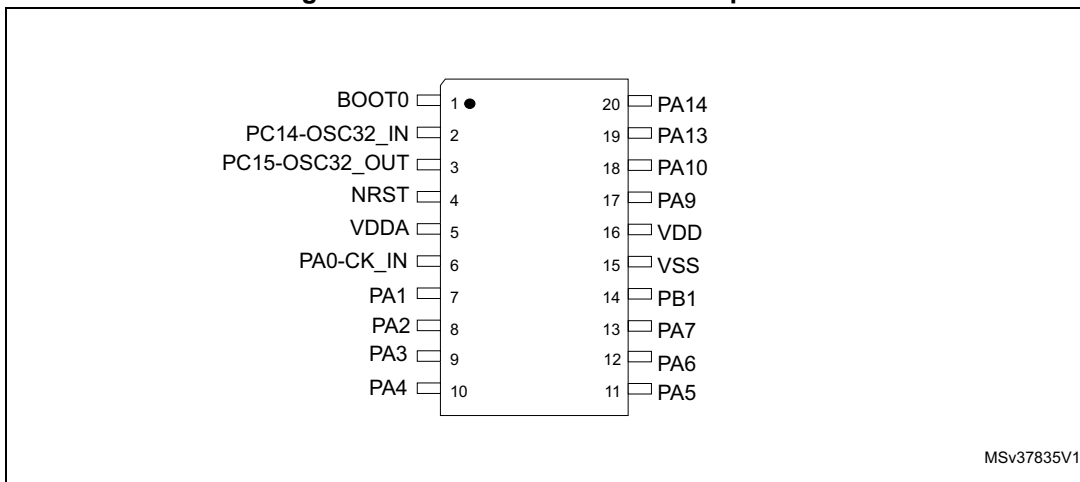 BOOT0 1 20 PA14
PC14-OSC32_IN 2 19 PA13
PC15-OSC32_OUT 3 18 PA10
NRST 4 17 PA9
VDDA 5 16 VDD
PA0-CK_IN 6 15 VSS
PA1 7 14 PB1
PA2 8 13 PA7
PA3 9 12 PA6
PA4 10 11 PA5
MSv37835V1